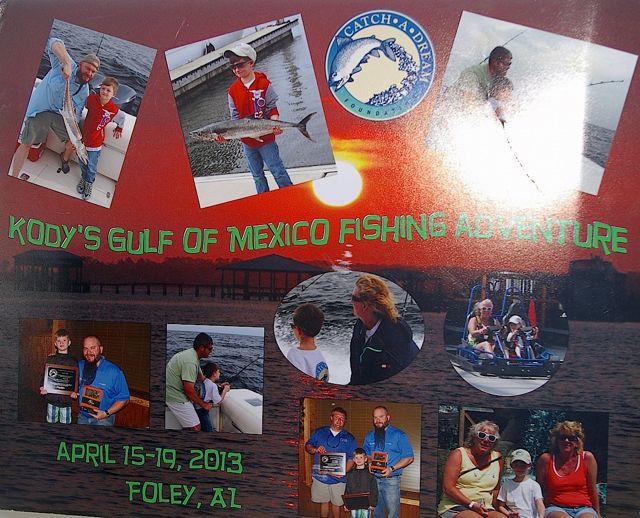 CATCH·A·DREAM
FOUNDATION
KODY'S GULF OF MEXICO FISHING ADVENTURE
APRIL 15-19, 2013
FOLEY, AL